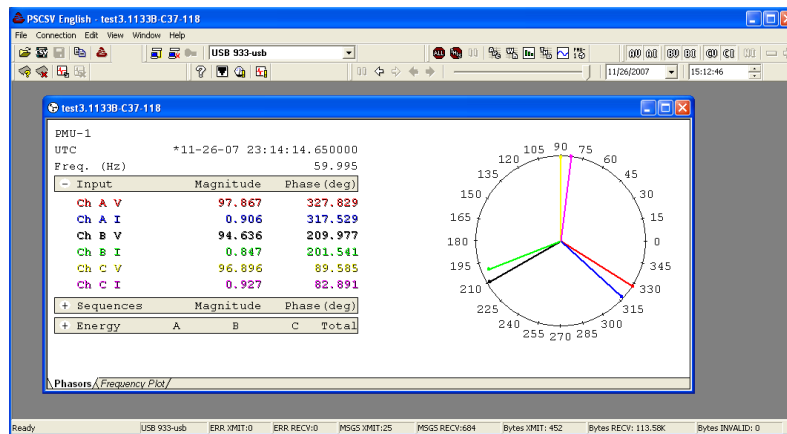 PSCSV English - test3.1133B-C37-118
File Connection Edit View Window Help
USB 933-usb
ALL
11/26/2007 15:12:46
test3.1133B-C37-118
PMU-1
UTC *11-26-07 23:14:14.650000
Freq. (Hz) 59.995
- Input Magnitude Phase(deg)
Ch A V 97.867 327.829
Ch A I 0.906 317.529
Ch B V 94.636 209.977
Ch B I 0.847 201.541
Ch C V 96.896 89.585
Ch C I 0.927 82.891
+ Sequences Magnitude Phase(deg)
+ Energy A B C Total
90
105 75
120 60
135 45
150 30
165 15
180 0
195 345
210 330
225 315
240 300
255 270 285
Phasors Frequency Plot
Ready USB 933-usb ERR XMIT:0 ERR RECV:0 MSGS XMIT:25 MSGS RECV:684 Bytes XMIT: 452 Bytes RECV: 113.58K Bytes INVALID: 0